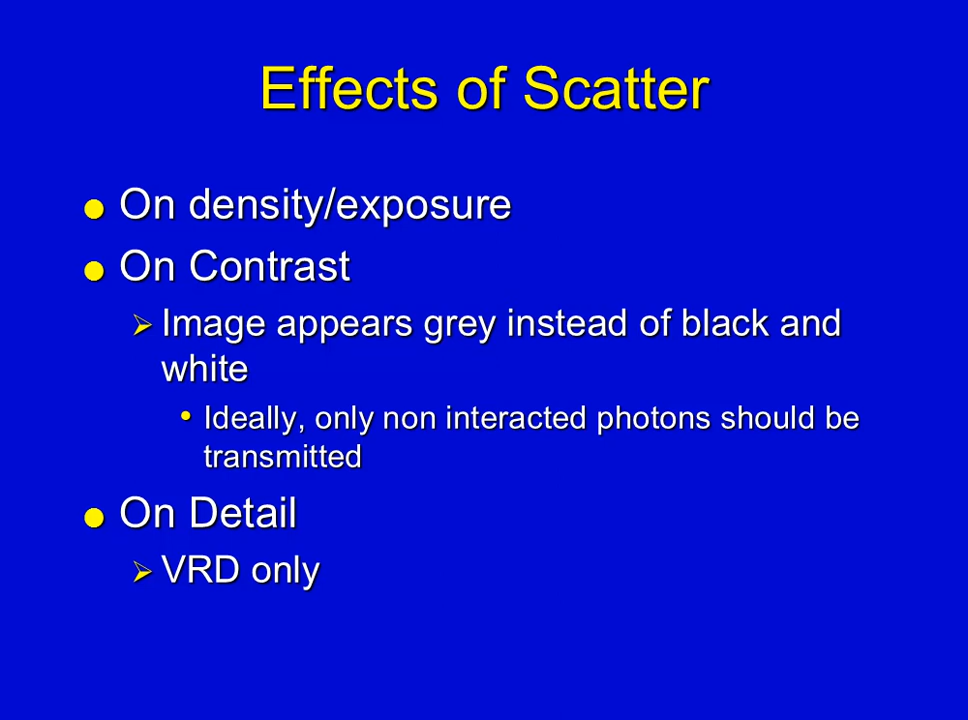 Effects of Scatter
On density/exposure
On Contrast
Image appears grey instead of black and
white
Ideally, only non interacted photons should be
transmitted
On Detail
VRD only